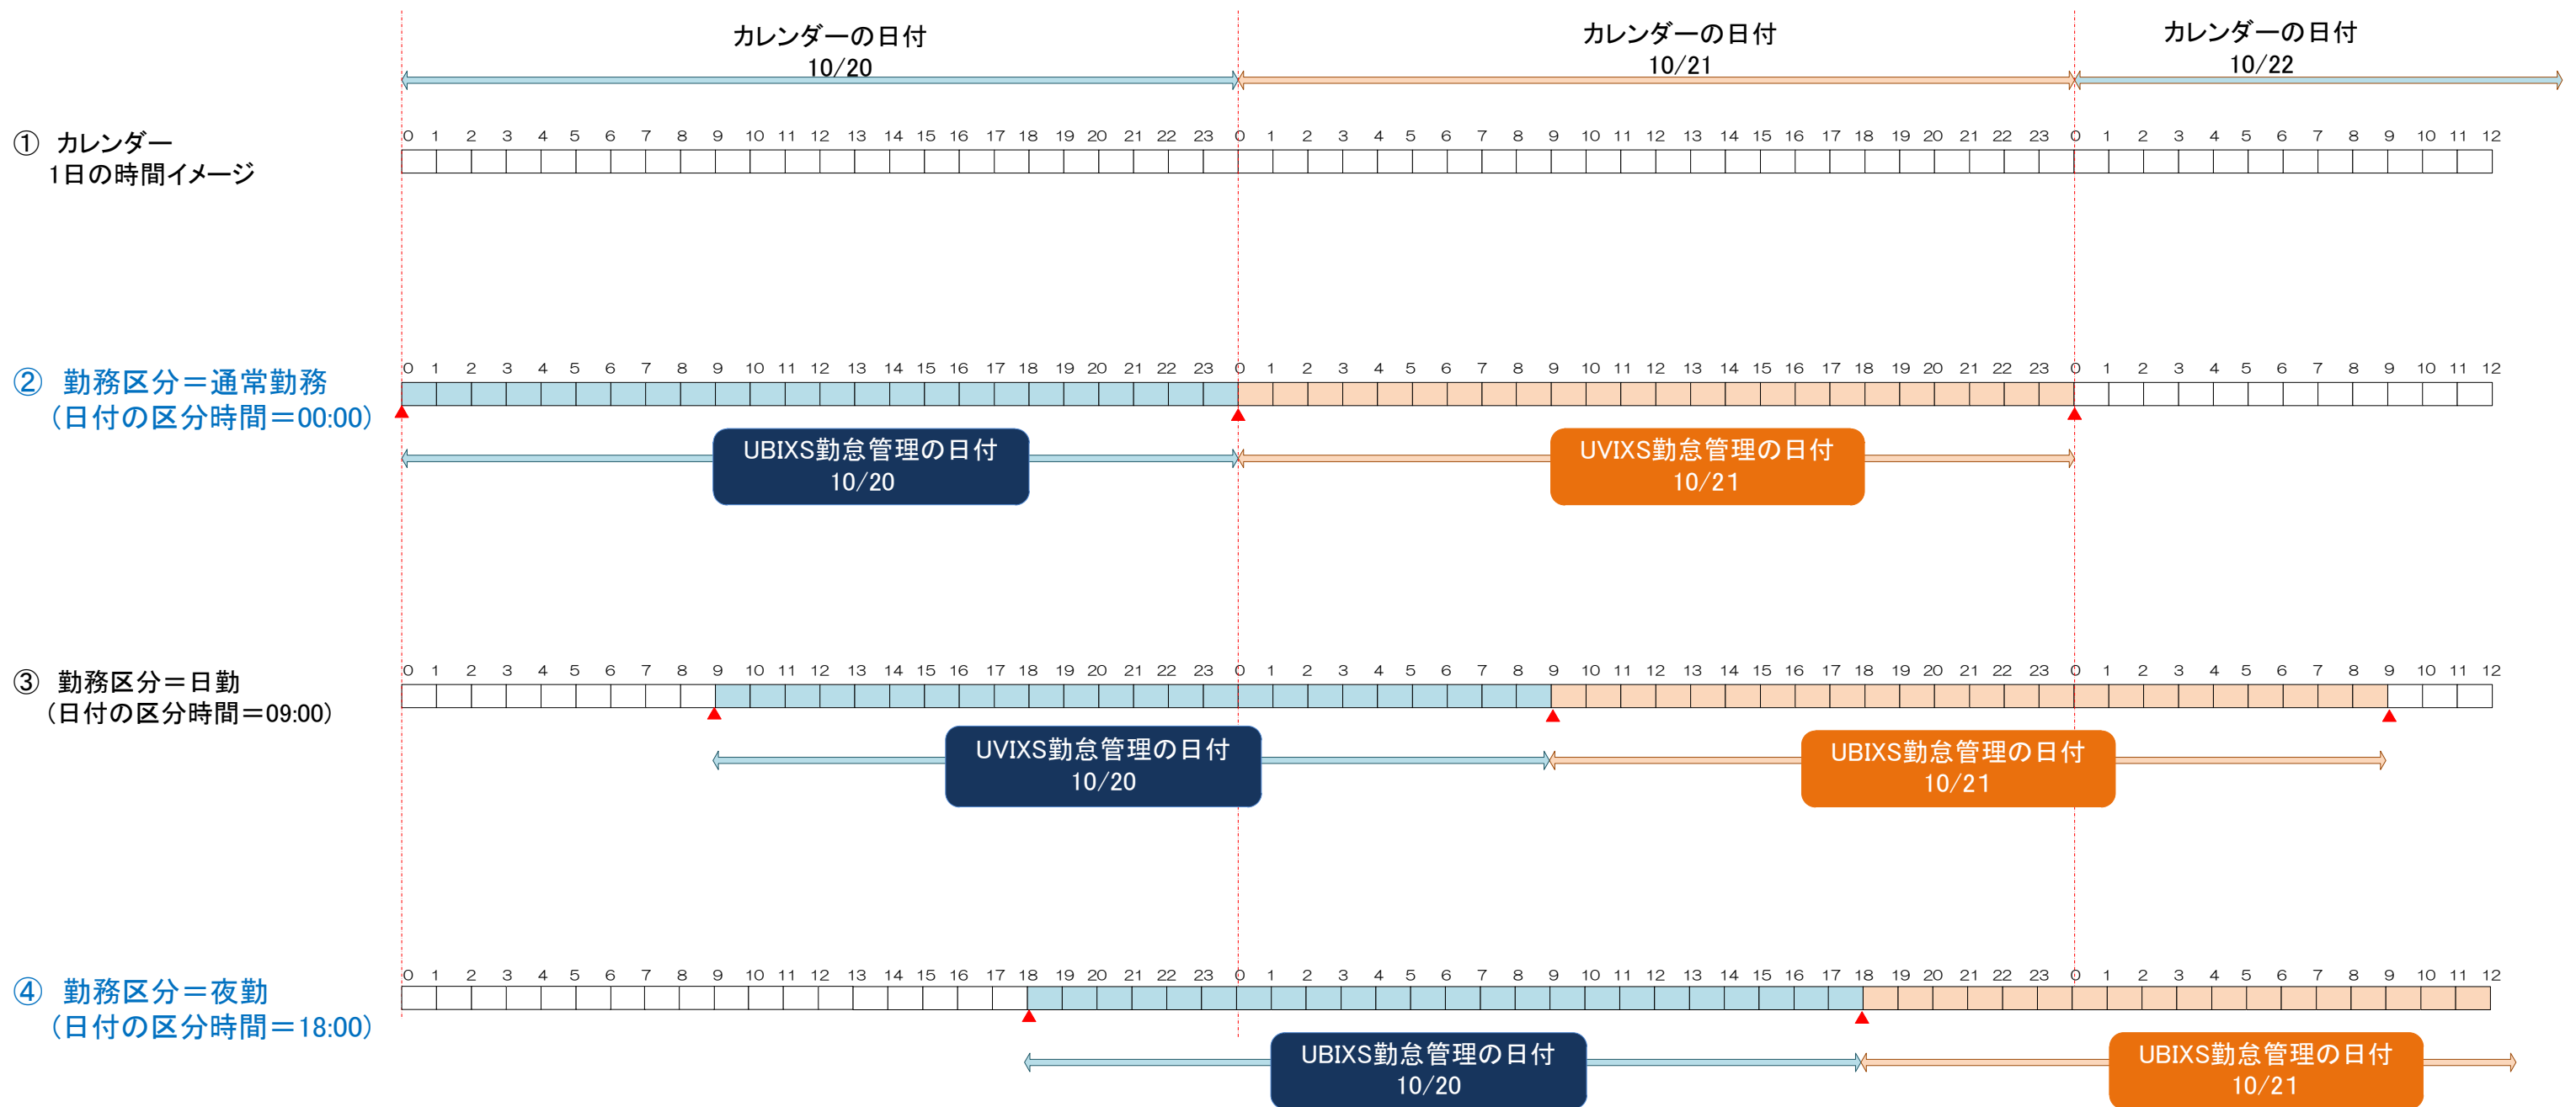 カレンダーの日付
10/20
カレンダーの日付
10/21
カレンダーの日付
10/22
① カレンダー
1日の時間イメージ
0 1 2 3 4 5 6 7 8 9 10 11 12 13 14 15 16 17 18 19 20 21 22 23 0 1 2 3 4 5 6 7 8 9 10 11 12 13 14 15 16 17 18 19 20 21 22 23 0 1 2 3 4 5 6 7 8 9 10 11 12
② 勤務区分＝通常勤務
(日付の区分時間＝00:00)
0 1 2 3 4 5 6 7 8 9 10 11 12 13 14 15 16 17 18 19 20 21 22 23 0 1 2 3 4 5 6 7 8 9 10 11 12 13 14 15 16 17 18 19 20 21 22 23 0 1 2 3 4 5 6 7 8 9 10 11 12
UBIXS勤怠管理の日付
10/20
UVIXS勤怠管理の日付
10/21
③ 勤務区分＝日勤
(日付の区分時間＝09:00)
0 1 2 3 4 5 6 7 8 9 10 11 12 13 14 15 16 17 18 19 20 21 22 23 0 1 2 3 4 5 6 7 8 9 10 11 12 13 14 15 16 17 18 19 20 21 22 23 0 1 2 3 4 5 6 7 8 9 10 11 12
UVIXS勤怠管理の日付
10/20
UBIXS勤怠管理の日付
10/21
④ 勤務区分＝夜勤
(日付の区分時間＝18:00)
0 1 2 3 4 5 6 7 8 9 10 11 12 13 14 15 16 17 18 19 20 21 22 23 0 1 2 3 4 5 6 7 8 9 10 11 12 13 14 15 16 17 18 19 20 21 22 23 0 1 2 3 4 5 6 7 8 9 10 11 12
UBIXS勤怠管理の日付
10/20
UBIXS勤怠管理の日付
10/21